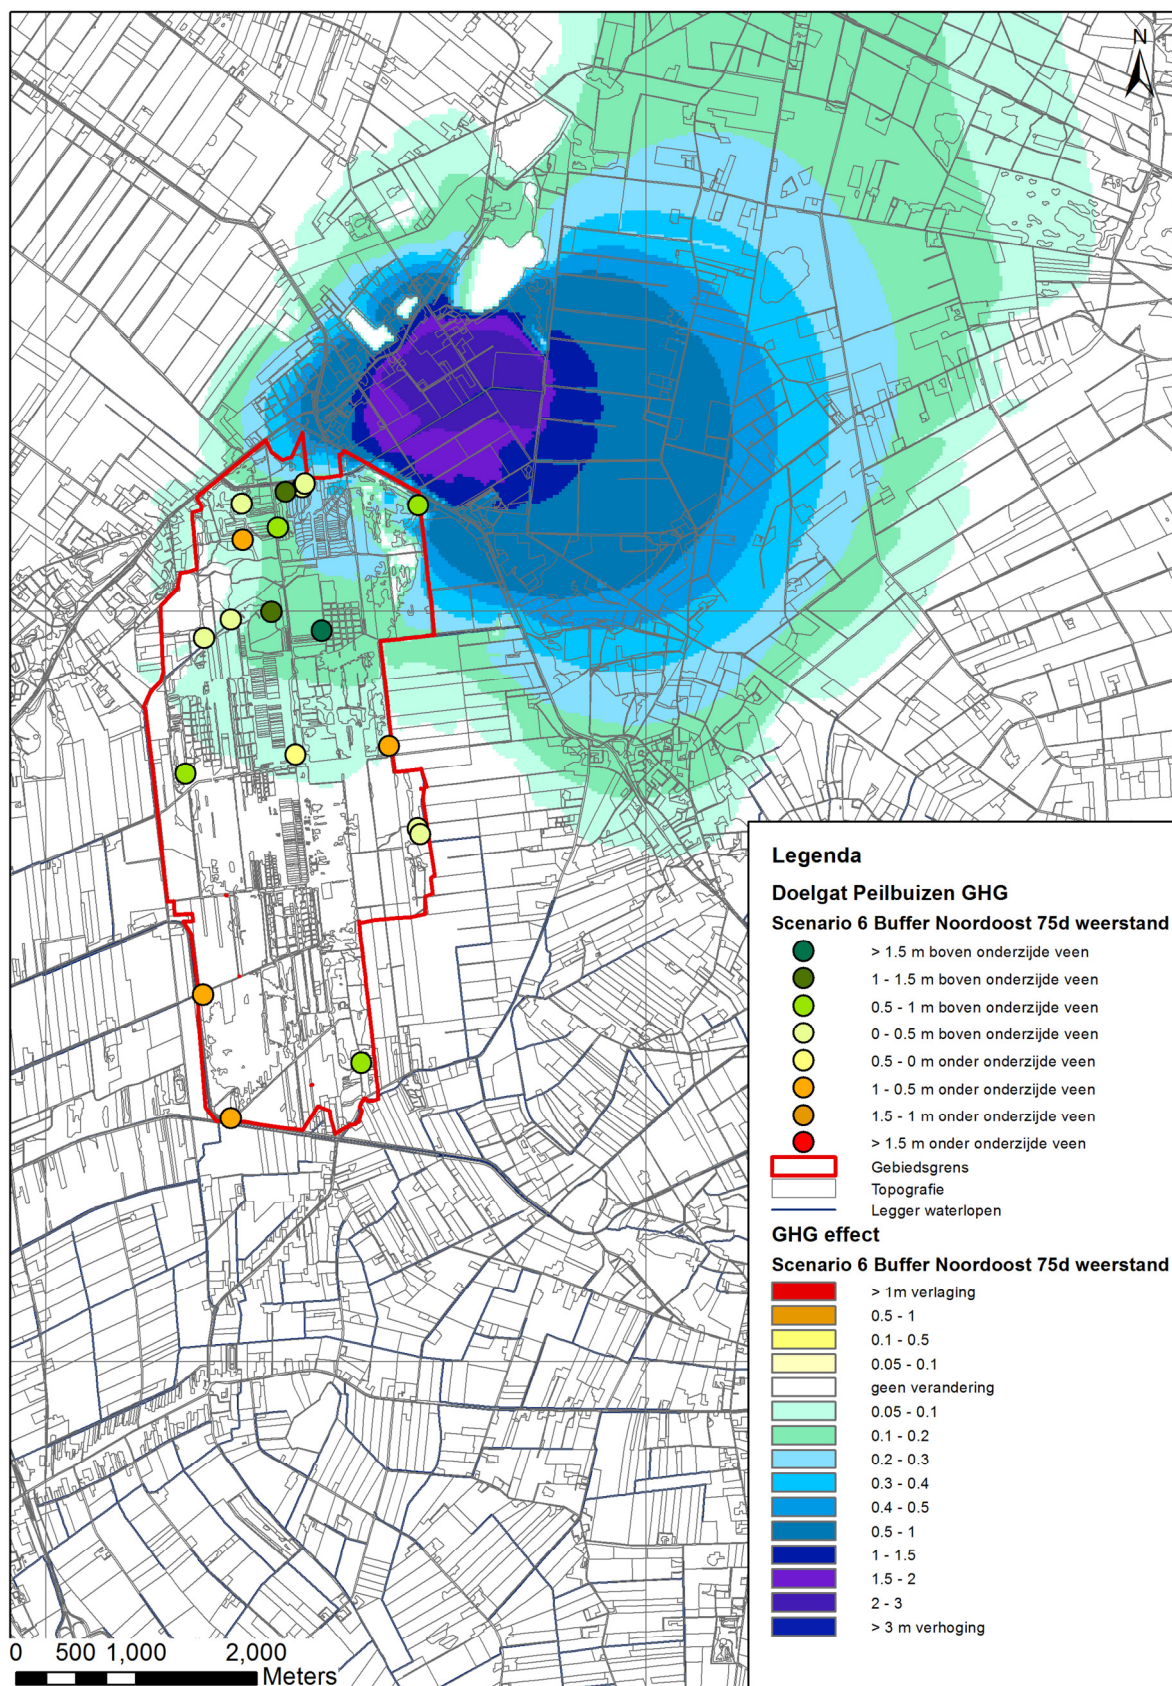 N
Legenda
Doelgat Peilbuizen GHG
Scenario 6 Buffer Noordoost 75d weerstand
> 1.5 m boven onderzijde veen
1 - 1.5 m boven onderzijde veen
0.5 - 1 m boven onderzijde veen
0 - 0.5 m boven onderzijde veen
0.5 - 0 m onder onderzijde veen
1 - 0.5 m onder onderzijde veen
1.5 - 1 m onder onderzijde veen
> 1.5 m onder onderzijde veen
Gebiedsgrens
Topografie
Legger waterlopen
GHG effect
Scenario 6 Buffer Noordoost 75d weerstand
> 1m verlaging
0.5 - 1
0.1 - 0.5
0.05 - 0.1
geen verandering
0.05 - 0.1
0.1 - 0.2
0.2 - 0.3
0.3 - 0.4
0.4 - 0.5
0.5 - 1
1 - 1.5
1.5 - 2
2 - 3
> 3 m verhoging
0 500 1,000 2,000
Meters